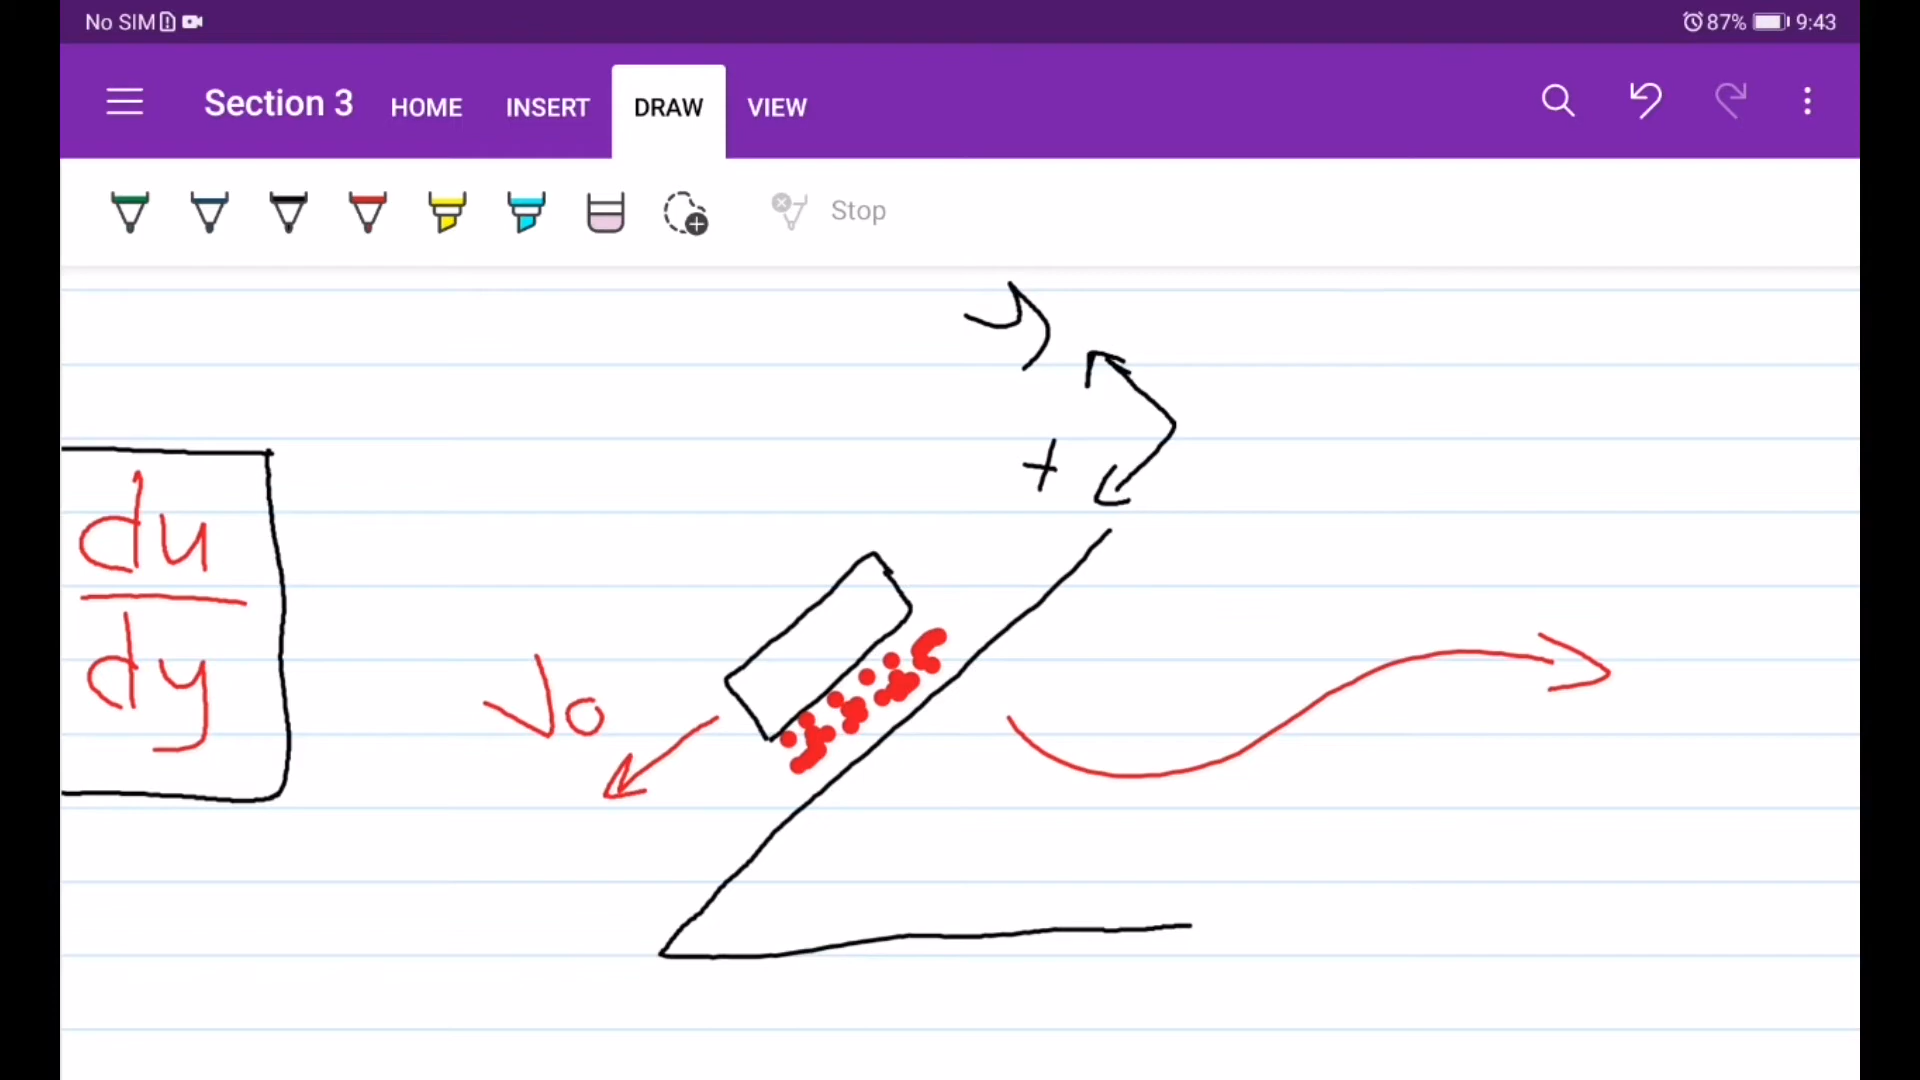 No SIM 87% 9:43
Section 3 HOME INSERT DRAW VIEW
Stop
y
+
du
dy
Vo